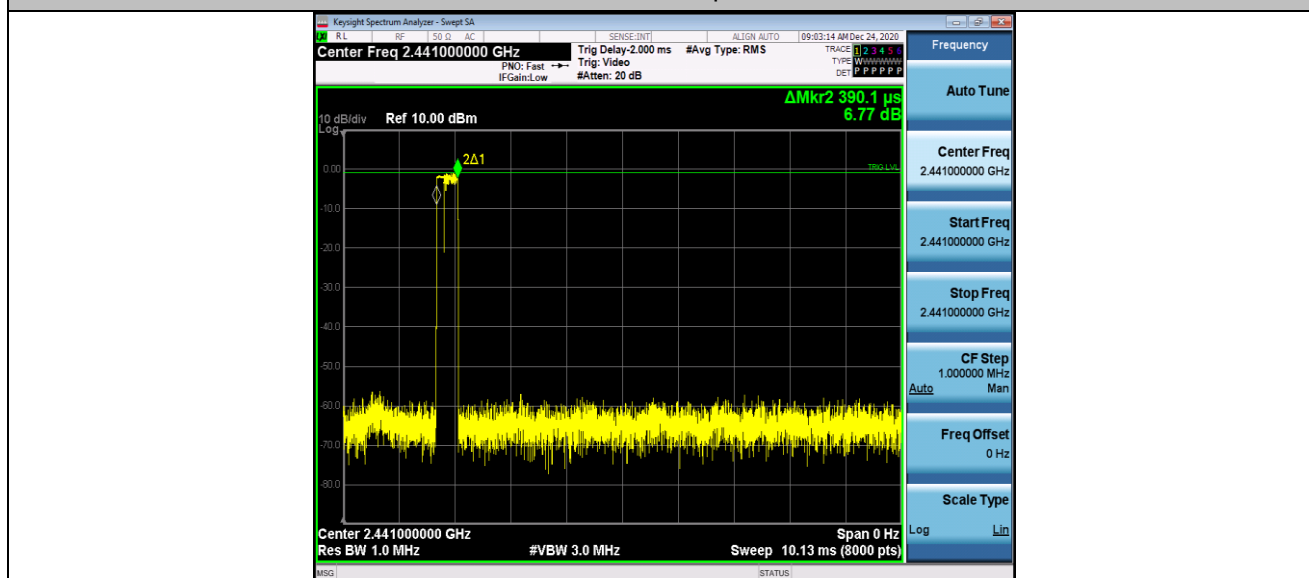 Keysight Spectrum Analyzer - Swept SA
RL RF 50 Ω AC SENSE:INT ALIGN AUTO 09:03:14 AM Dec 24, 2020
Center Freq 2.441000000 GHz
PNO: Fast
IFGain:Low
Trig Delay-2.000 ms
Trig: Video
#Atten: 20 dB
#Avg Type: RMS
TRACE 1 2 3 4 5 6
TYPE WWWWWW
DET P P P P P P
ΔMkr2 390.1 µs
6.77 dB
10 dB/div Ref 10.00 dBm
Log
2Δ1
TRIG LVL
0.00
-10.0
-20.0
-30.0
-40.0
-50.0
-60.0
-70.0
-80.0
Center 2.441000000 GHz Span 0 Hz
Res BW 1.0 MHz #VBW 3.0 MHz Sweep 10.13 ms (8000 pts)
MSG STATUS
Frequency
Auto Tune
Center Freq
2.441000000 GHz
Start Freq
2.441000000 GHz
Stop Freq
2.441000000 GHz
CF Step
1.000000 MHz
Auto Man
Freq Offset
0 Hz
Scale Type
Log Lin